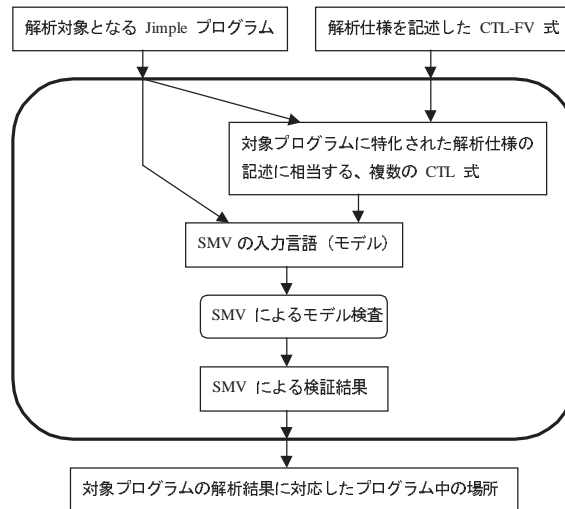 解析対象となる Jimple プログラム
解析仕様を記述した CTL-FV 式
対象プログラムに特化された解析仕様の
記述に相当する、複数の CTL 式
SMV の入力言語（モデル）
SMV によるモデル検査
SMV による検証結果
対象プログラムの解析結果に対応したプログラム中の場所